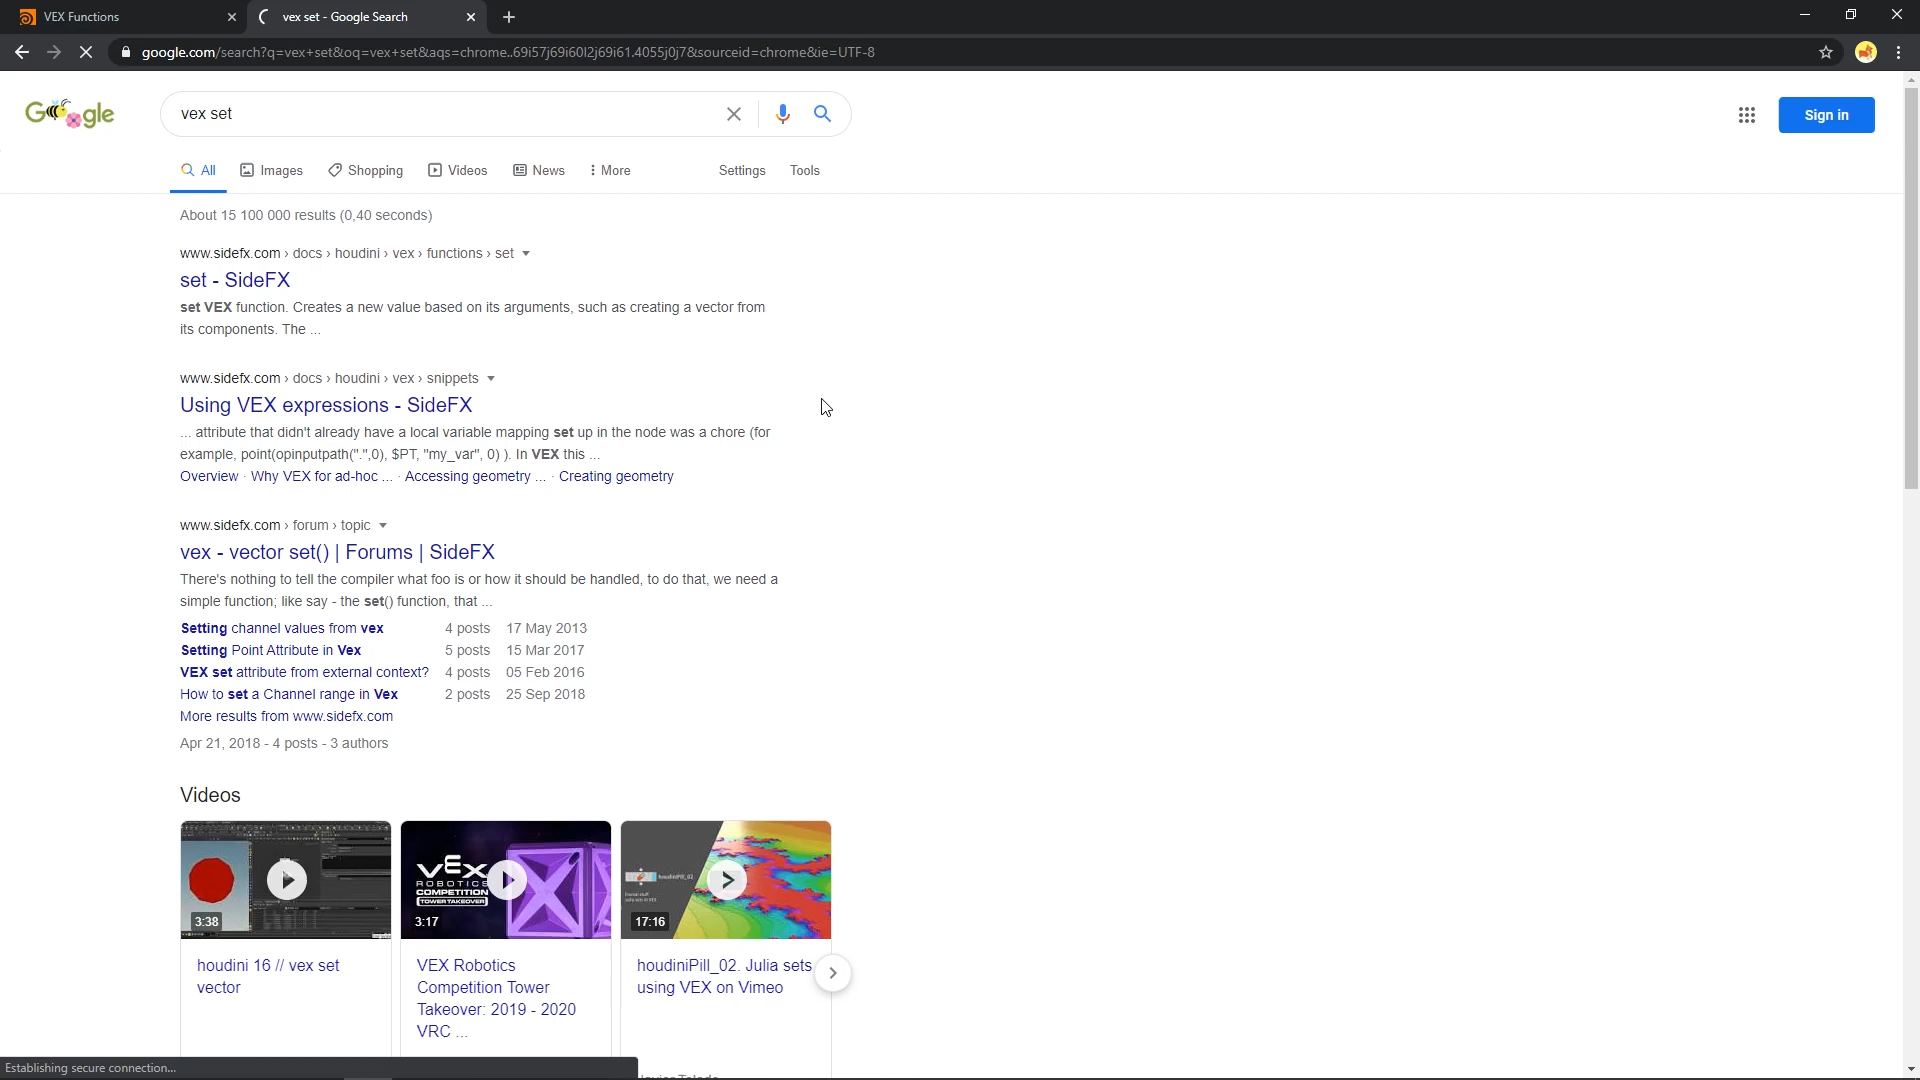 VEX Functions
vex set - Google Search
google.com/search?q=vex+set&oq=vex+set&aqs=chrome..69i57j69i60l2j69i61.4055j0j7&sourceid=chrome&ie=UTF-8
Google
vex set
Sign in
All
Images
Shopping
Videos
News
More
Settings
Tools
About 15 100 000 results (0,40 seconds)
www.sidefx.com › docs › houdini › vex › functions › set
set - SideFX
set VEX function. Creates a new value based on its arguments, such as creating a vector from
its components. The ...
www.sidefx.com › docs › houdini › vex › snippets
Using VEX expressions - SideFX
... attribute that didn't already have a local variable mapping set up in the node was a chore (for
example, point(opinputpath(".",0), $PT, "my_var", 0) ). In VEX this ...
Overview · Why VEX for ad-hoc ... · Accessing geometry ... · Creating geometry
www.sidefx.com › forum › topic
vex - vector set() | Forums | SideFX
There's nothing to tell the compiler what foo is or how it should be handled, to do that, we need a
simple function; like say - the set() function, that ...
Setting channel values from vex 4 posts 17 May 2013
Setting Point Attribute in Vex 5 posts 15 Mar 2017
VEX set attribute from external context? 4 posts 05 Feb 2016
How to set a Channel range in Vex 2 posts 25 Sep 2018
More results from www.sidefx.com
Apr 21, 2018 - 4 posts - 3 authors
Videos
3:38
VEX
ROBOTICS
COMPETITION
TOWER TAKEOVER
3:17
houdiniPill_02
17:16
houdini 16 // vex set
vector
VEX Robotics
Competition Tower
Takeover: 2019 - 2020
VRC ...
houdiniPill_02. Julia sets
using VEX on Vimeo
Establishing secure connection...